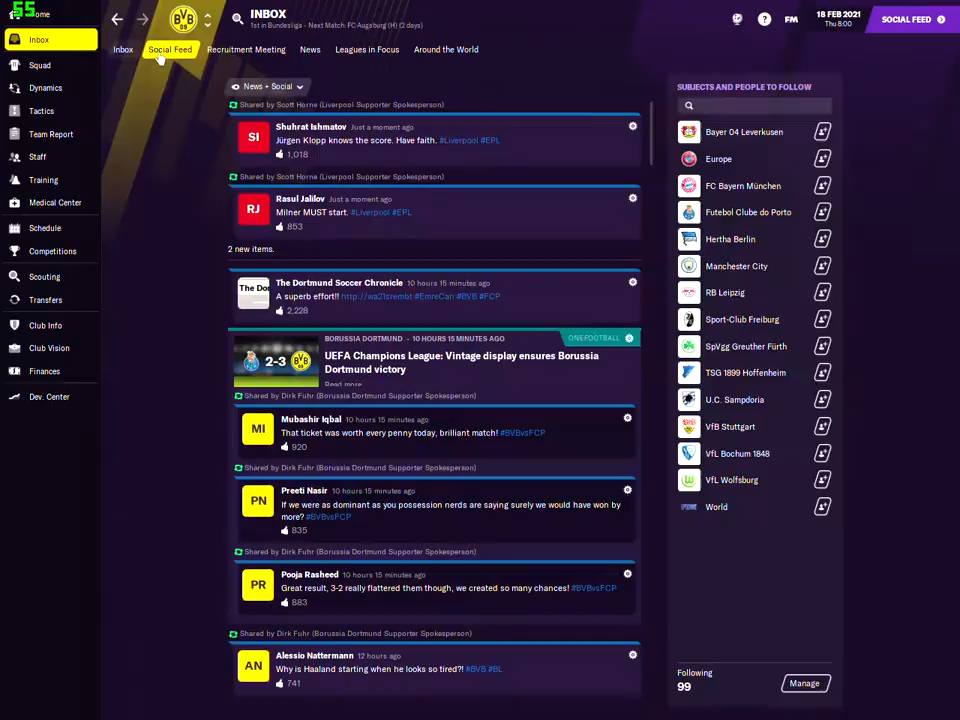 55
ome
INBOX
1st in Bundesliga - Next Match: FC Augsburg (H) (2 days)
FM
18 FEB 2021
Thu 8:00
SOCIAL FEED
Inbox
Social Feed
Recruitment Meeting
News
Leagues in Focus
Around the World
Inbox
Squad
Dynamics
Tactics
Team Report
Staff
Training
Medical Center
Schedule
Competitions
Scouting
Transfers
Club Info
Club Vision
Finances
Dev. Center
News + Social
Shared by Scott Horne (Liverpool Supporter Spokesperson)
SI
Shuhrat Ishmatov Just a moment ago
Jürgen Klopp knows the score. Have faith. #Liverpool #EPL
1,018
Shared by Scott Horne (Liverpool Supporter Spokesperson)
RJ
Rasul Jalilov Just a moment ago
Milner MUST start. #Liverpool #EPL
853
2 new items.
The Dor
The Dortmund Soccer Chronicle 10 hours 15 minutes ago
A superb effort!! http://wa21srembt #EmreCan #BVB #FCP
2,228
BORUSSIA DORTMUND - 10 HOURS 15 MINUTES AGO
ONEFOOTBALL
2-3
UEFA Champions League: Vintage display ensures Borussia
Dortmund victory
Read more
Shared by Dirk Fuhr (Borussia Dortmund Supporter Spokesperson)
MI
Mubashir Iqbal 10 hours 15 minutes ago
That ticket was worth every penny today, brilliant match! #BVBvsFCP
920
Shared by Dirk Fuhr (Borussia Dortmund Supporter Spokesperson)
PN
Preeti Nasir 10 hours 15 minutes ago
If we were as dominant as you possession nerds are saying surely we would have won by
more? #BVBvsFCP
835
Shared by Dirk Fuhr (Borussia Dortmund Supporter Spokesperson)
PR
Pooja Rasheed 10 hours 15 minutes ago
Great result, 3-2 really flattered them though, we created so many chances! #BVBvsFCP
883
Shared by Dirk Fuhr (Borussia Dortmund Supporter Spokesperson)
AN
Alessio Nattermann 12 hours ago
Why is Haaland starting when he looks so tired?! #BVB #BL
741
SUBJECTS AND PEOPLE TO FOLLOW
Bayer 04 Leverkusen
Europe
FC Bayern München
Futebol Clube do Porto
Hertha Berlin
Manchester City
RB Leipzig
Sport-Club Freiburg
SpVgg Greuther Fürth
TSG 1899 Hoffenheim
U.C. Sampdoria
VfB Stuttgart
VfL Bochum 1848
VfL Wolfsburg
World
Following
99
Manage